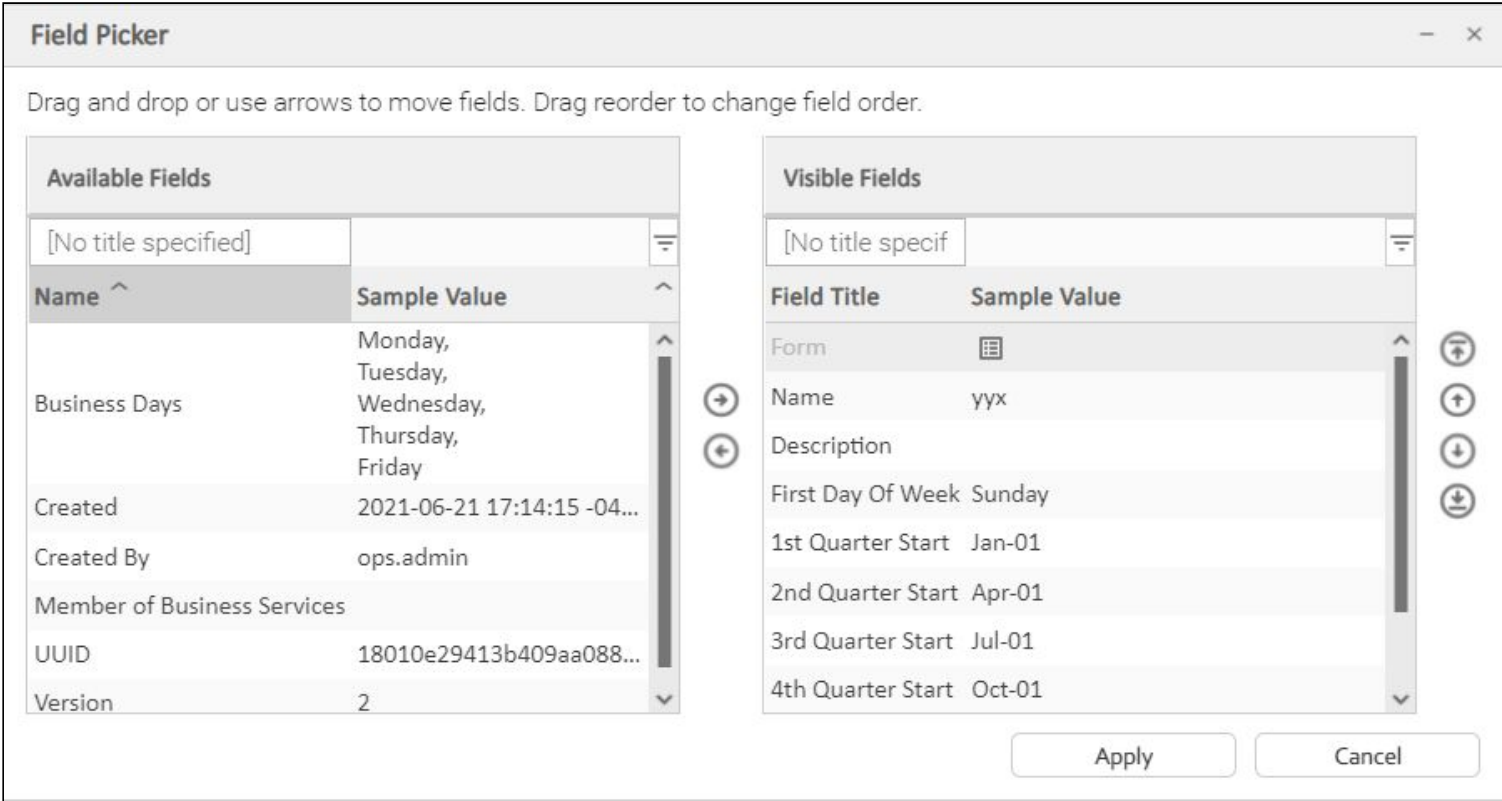 Field Picker
Drag and drop or use arrows to move fields. Drag reorder to change field order.
Available Fields
[No title specified]
Name Sample Value
Business Days
Monday,
Tuesday,
Wednesday,
Thursday,
Friday
Created 2021-06-21 17:14:15 -04...
Created By ops.admin
Member of Business Services
UUID 18010e29413b409aa088...
Version 2
Visible Fields
[No title specif
Field Title Sample Value
Form
Name yyx
Description
First Day Of Week Sunday
1st Quarter Start Jan-01
2nd Quarter Start Apr-01
3rd Quarter Start Jul-01
4th Quarter Start Oct-01
Apply Cancel